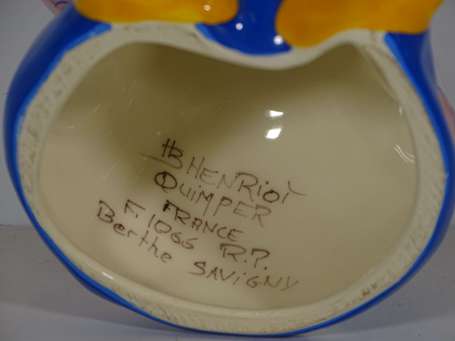 HB HENRIOT
QUIMPER
FRANCE
F. 1066 R.P.
Berthe SAVIGNY